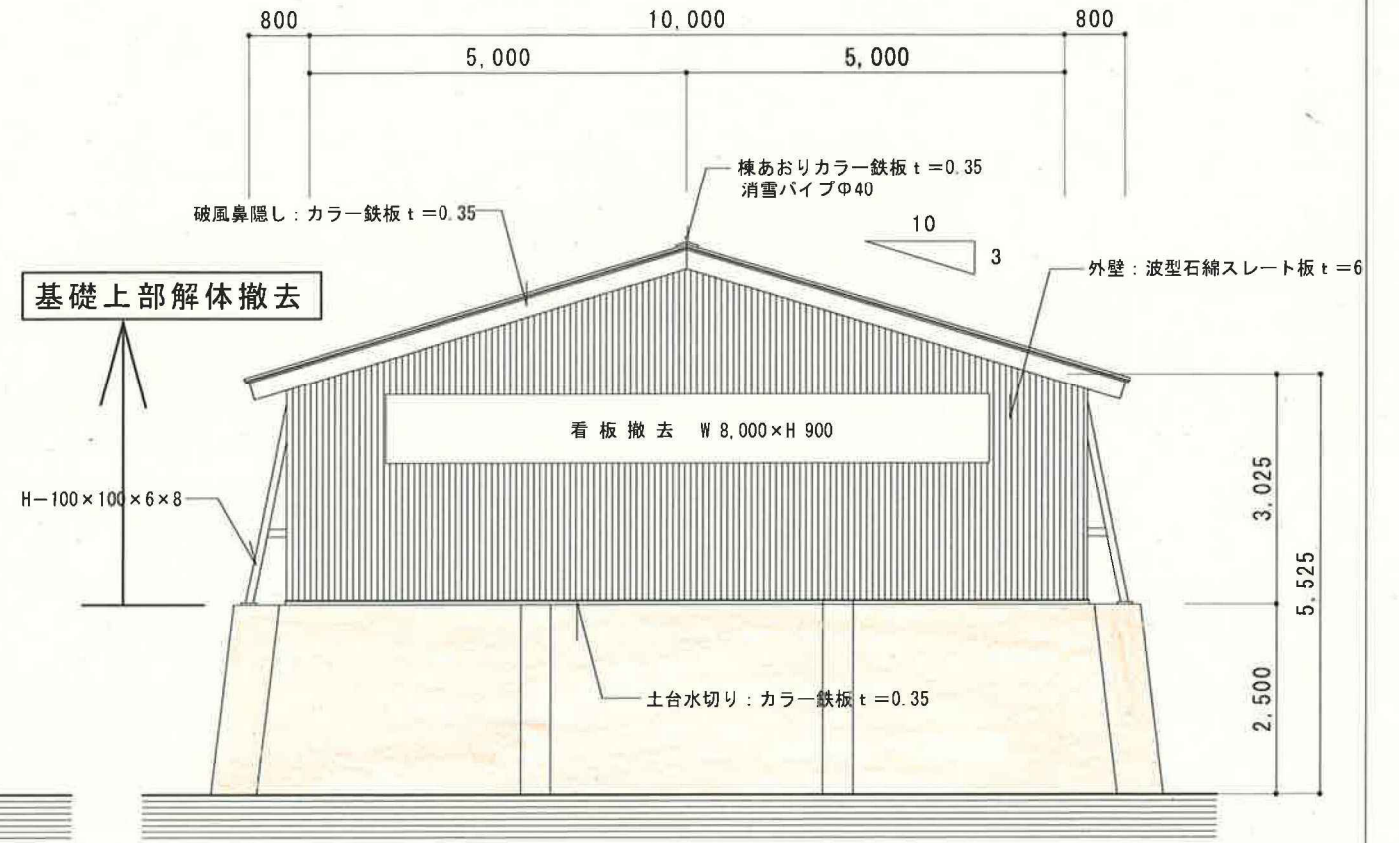 800 10,000 800
5,000 5,000
棟あおりカラー鉄板 t=0.35
消雪パイプΦ40
破風鼻隠し:カラー鉄板 t=0.35
10
3
外壁:波型石綿スレート板 t=6
基礎上部解体撤去
看板撤去 W 8,000×H 900
H-100×100×6×8
3,025
5,525
2,500
土台水切り:カラー鉄板 t=0.35